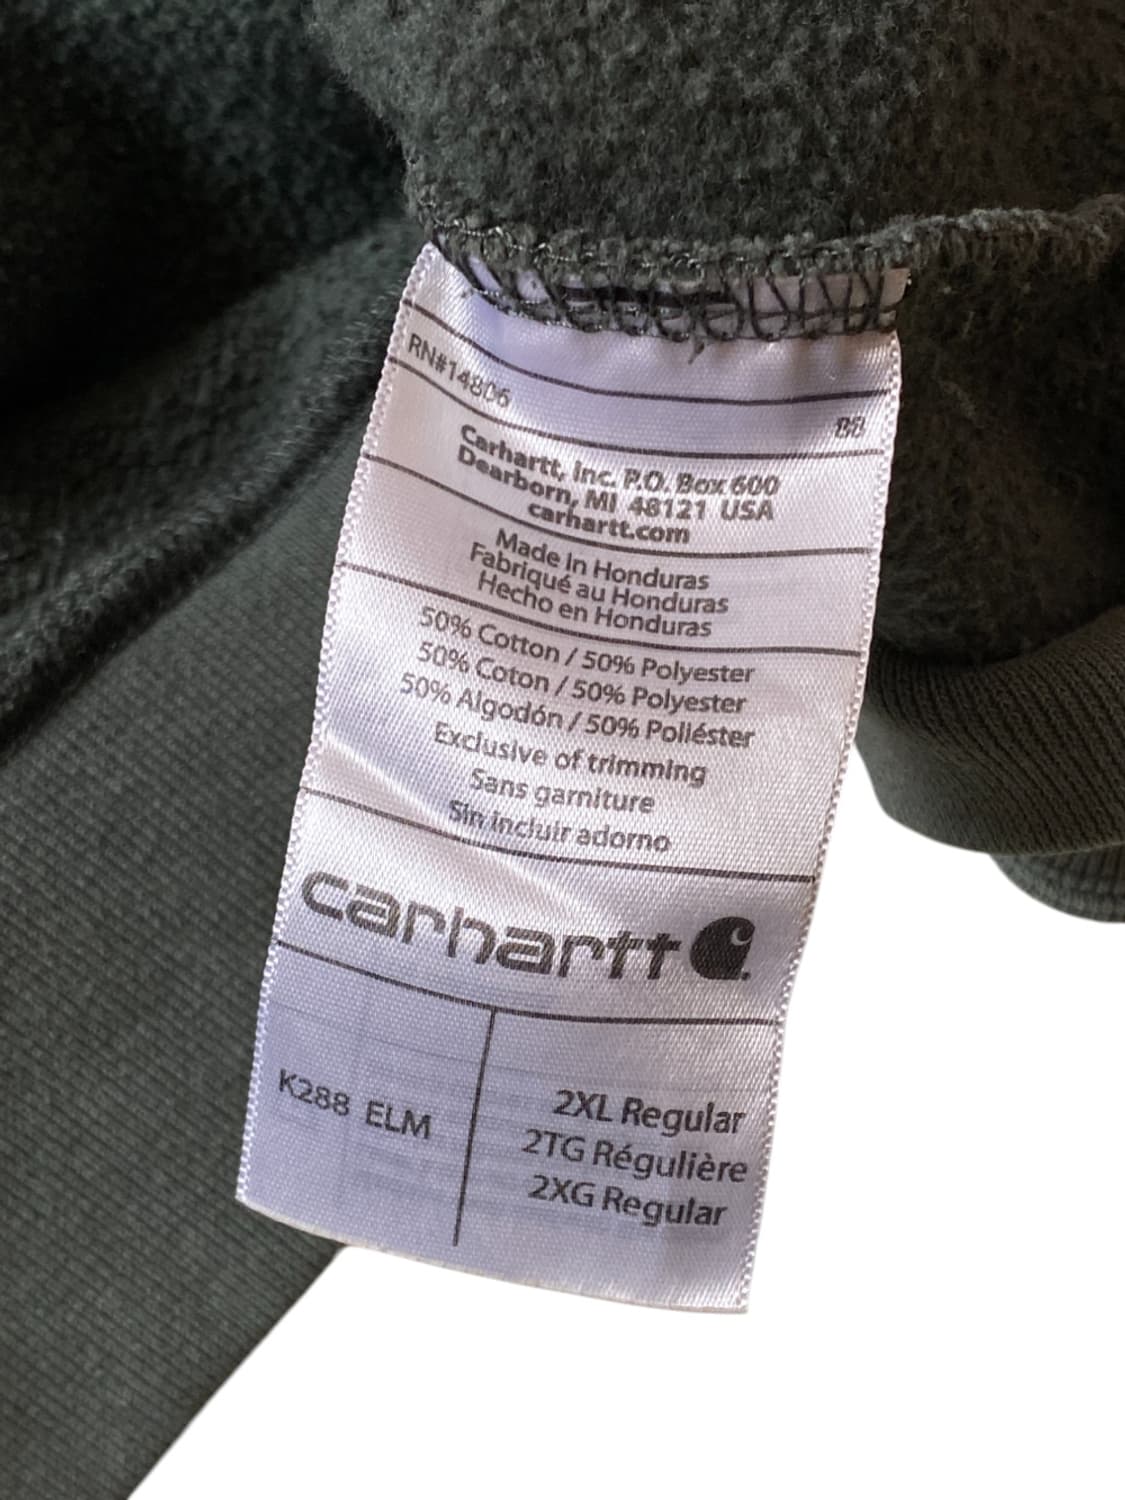 RN#14806
88
Carhartt, Inc. P.O. Box 600
Dearborn, MI 48121 USA
carhartt.com
Made in Honduras
Fabriqué au Honduras
Hecho en Honduras
50% Cotton / 50% Polyester
50% Coton / 50% Polyester
50% Algodón / 50% Poliéster
Exclusive of trimming
Sans garniture
Sin incluir adorno
carhartt
K288 ELM
2XL Regular
2TG Régulière
2XG Regular